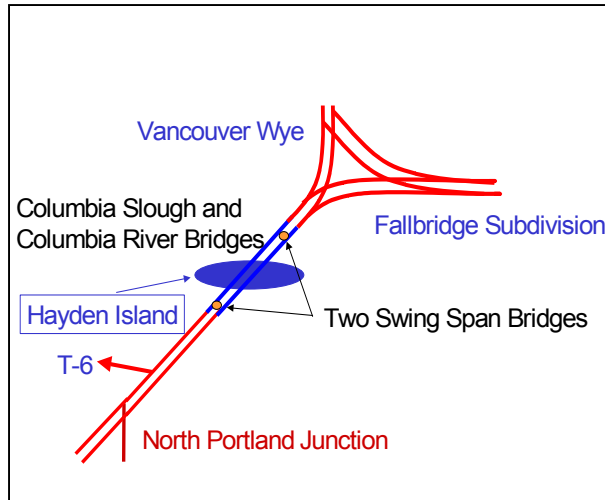 Vancouver Wye
Columbia Slough and
Columbia River Bridges
Fallbridge Subdivision
Hayden Island
Two Swing Span Bridges
T-6
North Portland Junction